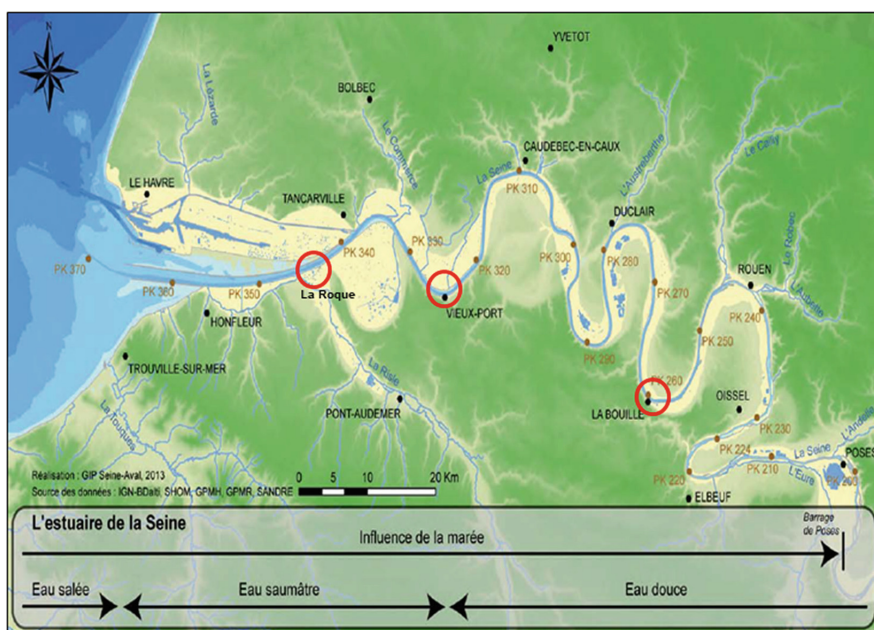 N
YVETOT
La Lézarde
BOLBEC
Le Commerce
CAUDEBEC-EN-CAUX
La Seine
PK 310
L'Austreberthe
Le Cailly
LE HAVRE
TANCARVILLE
DUCLAIR
Le Robec
PK 340
PK 330
PK 320
PK 300
PK 280
ROUEN
L'Aubette
PK 370
PK 360
PK 350
La Roque
PK 270
PK 240
HONFLEUR
VIEUX-PORT
PK 250
PK 290
TROUVILLE-SUR-MER
La Risle
La Touques
PONT-AUDEMER
PK 260
LA BOUILLE
OISSEL
PK 230
L'Andelle
PK 224
La Seine
POSES
PK 220
PK 210
L'Eure
ELBEUF
Réalisation : GIP Seine-Aval, 2013
0 5 10 20 Km
Source des données : IGN-BDalti, SHOM, GPMH, GPMR, SANDRE
L'estuaire de la Seine
Barrage
de Poses
Influence de la marée
Eau salée
Eau saumâtre
Eau douce